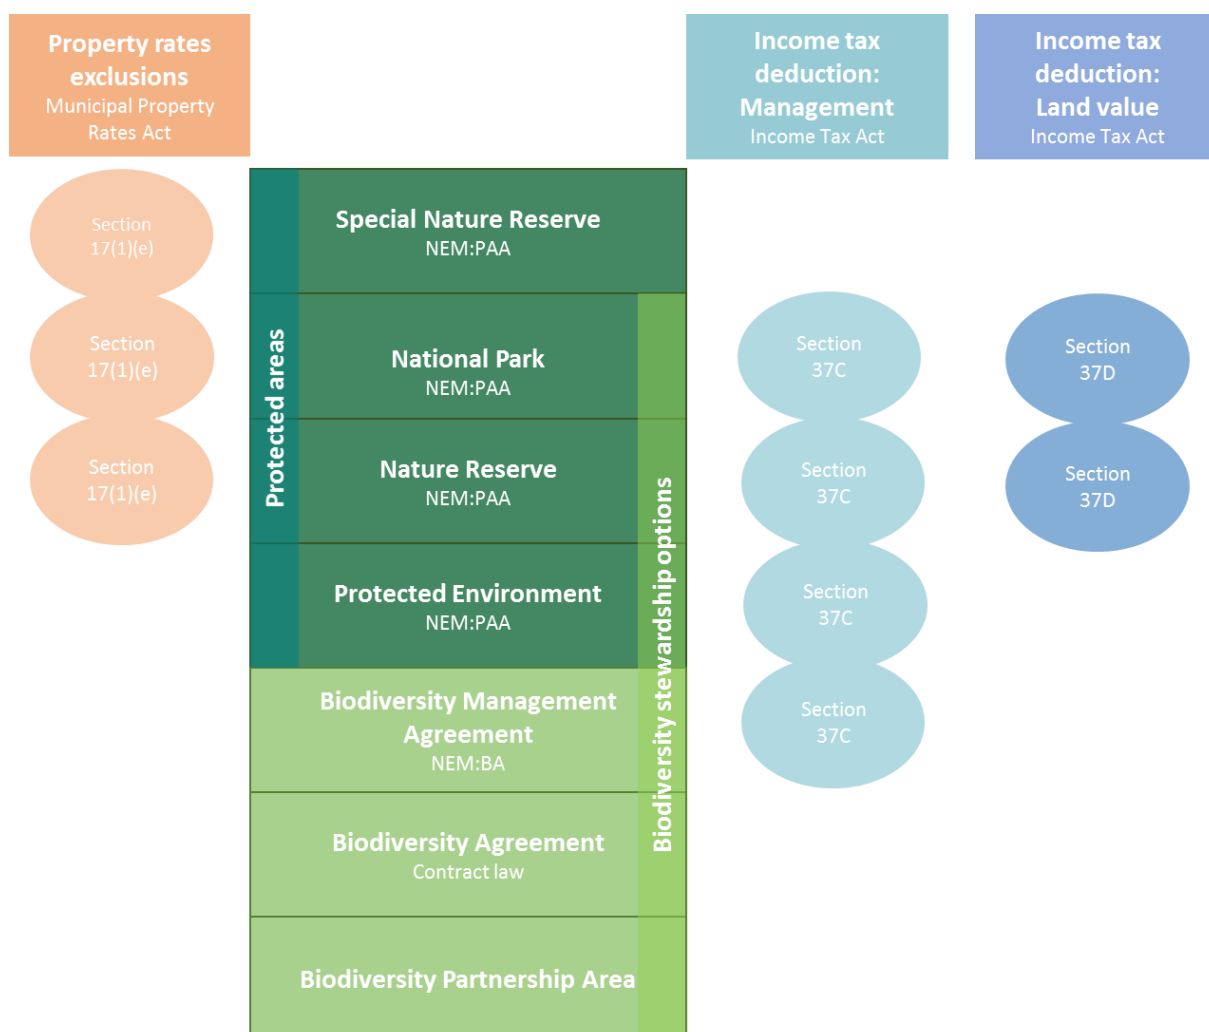 Property rates
exclusions
Municipal Property
Rates Act
Income tax
deduction:
Management
Income Tax Act
Income tax
deduction:
Land value
Income Tax Act
Section
17(1)(e)
Section
17(1)(e)
Section
17(1)(e)
Protected areas
Special Nature Reserve
NEM:PAA
National Park
NEM:PAA
Nature Reserve
NEM:PAA
Protected Environment
NEM:PAA
Biodiversity Management
Agreement
NEM:BA
Biodiversity Agreement
Contract law
Biodiversity Partnership Area
Biodiversity stewardship options
Section
37C
Section
37C
Section
37C
Section
37C
Section
37D
Section
37D